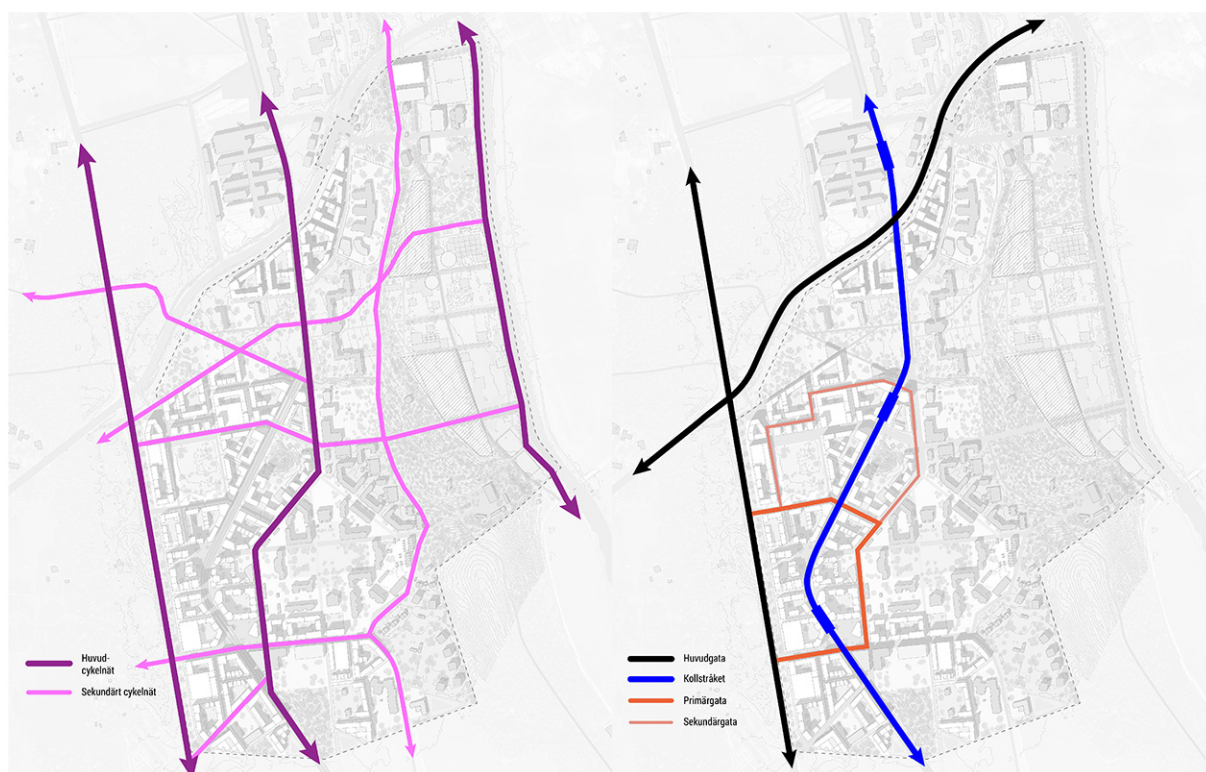 Huvud-
cykelnät
Sekundärt cykelnät
Huvudgata
Kollstråket
Primärgata
Sekundärgata